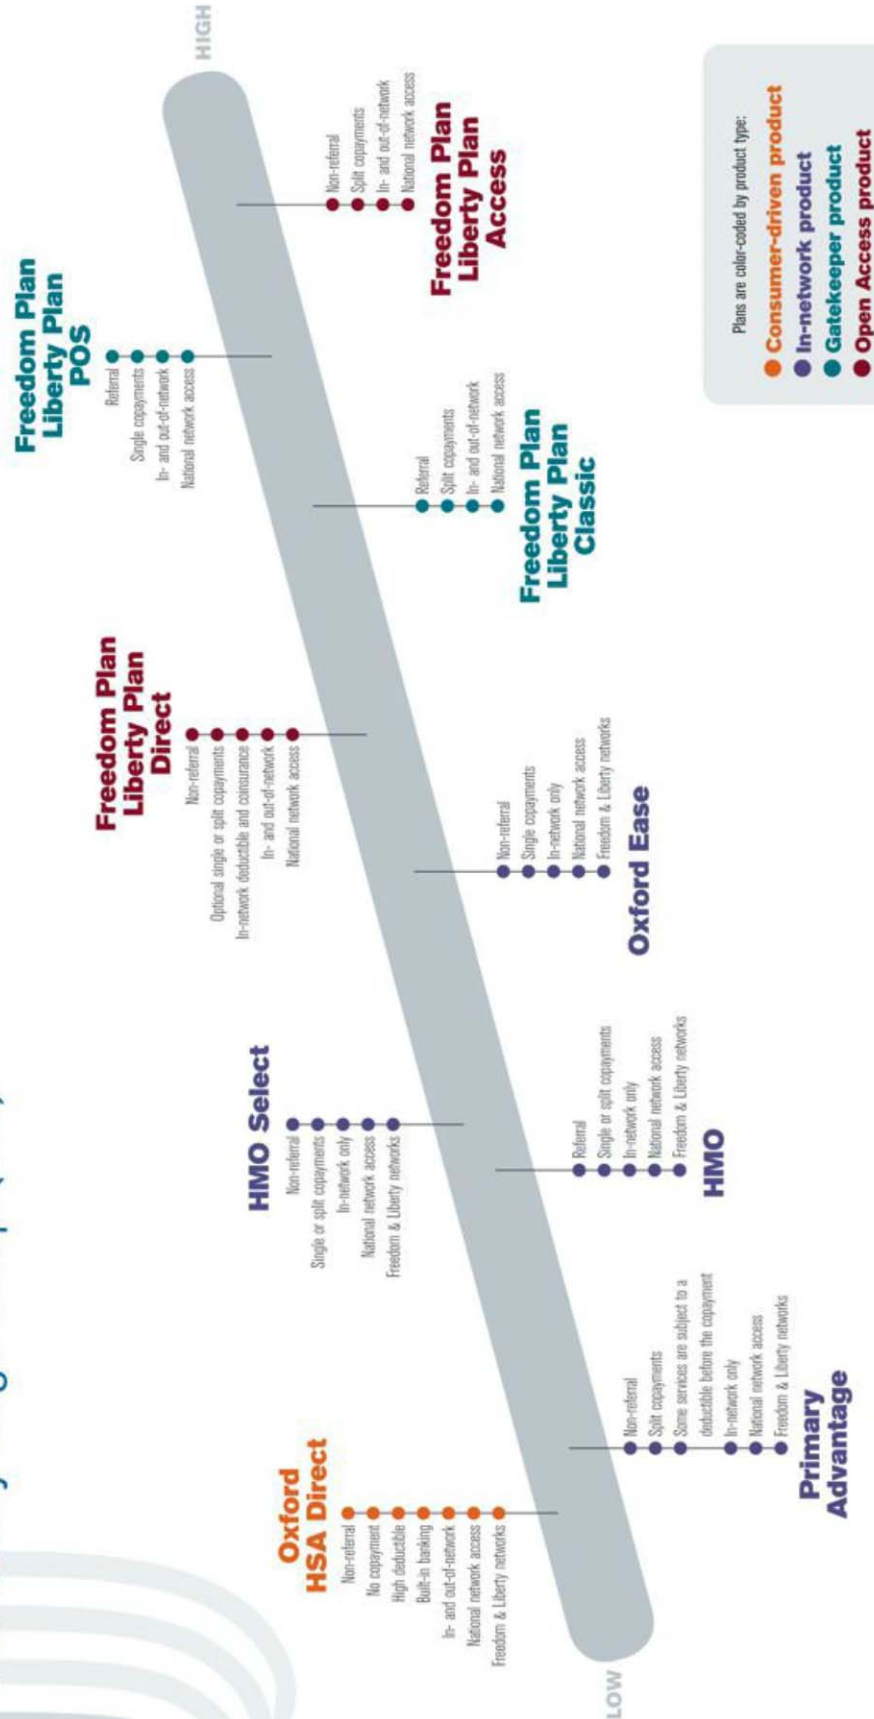 HIGH
LOW
Oxford
HSA Direct
Non-referral
No copayment
High deductible
Built-in banking
In- and out-of-network
National network access
Freedom & Liberty networks
HMO Select
Non-referral
Single or split copayments
In-network only
National network access
Freedom & Liberty networks
Freedom Plan
Liberty Plan
Direct
Non-referral
Optional single or split copayments
In-network deductible and coinsurance
In- and out-of-network
National network access
Freedom Plan
Liberty Plan
POS
Referral
Single copayments
In- and out-of-network
National network access
Non-referral
Split copayments
Some services are subject to a
deductible before the copayment
In-network only
National network access
Freedom & Liberty networks
Primary
Advantage
Referral
Single or split copayments
In-network only
National network access
Freedom & Liberty networks
HMO
Non-referral
Single copayments
In-network only
National network access
Freedom & Liberty networks
Oxford Ease
Referral
Split copayments
In- and out-of-network
National network access
Freedom Plan
Liberty Plan
Classic
Non-referral
Split copayments
In- and out-of-network
National network access
Freedom Plan
Liberty Plan
Access
Plans are color-coded by product type:
Consumer-driven product
In-network product
Gatekeeper product
Open Access product